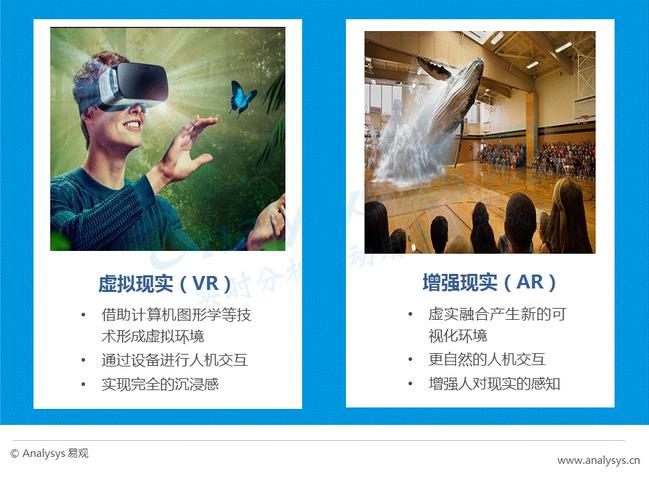 虚拟现实（VR）
• 借助计算机图形学等技
术形成虚拟环境
• 通过设备进行人机交互
• 实现完全的沉浸感
增强现实（AR）
• 虚实融合产生新的可
视化环境
• 更自然的人机交互
• 增强人对现实的感知
© Analysys 易观
www.analysys.cn